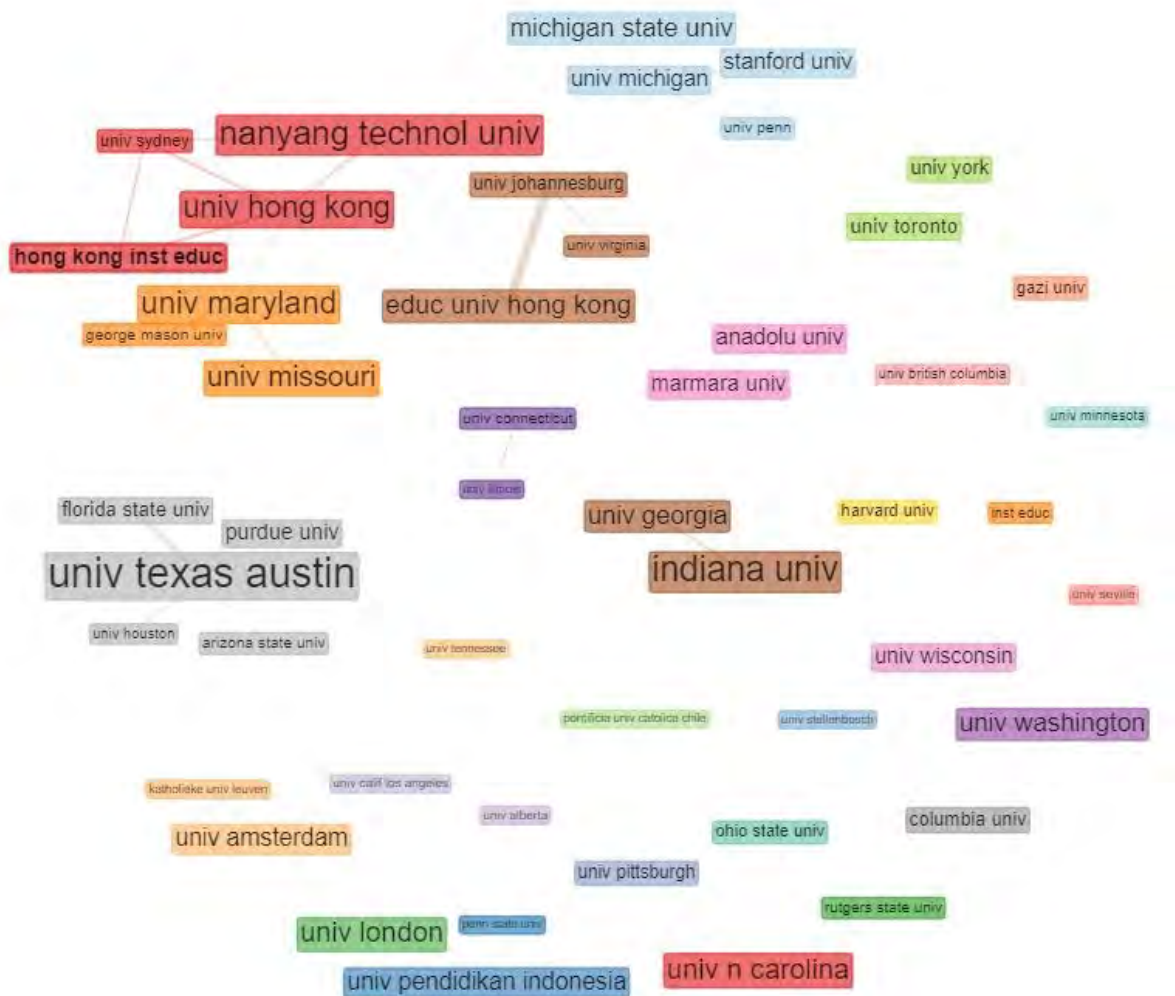 michigan state univ
stanford univ
univ michigan
univ penn
nanyang technol univ
univ sydney
univ york
univ johannesburg
univ hong kong
univ toronto
univ virginia
hong kong inst educ
gazi univ
univ maryland
educ univ hong kong
george mason univ
anadolu univ
univ missouri
univ british columbia
marmara univ
univ connecticut
univ minnesota
univ illinois
florida state univ
harvard univ
inst educ
univ georgia
purdue univ
univ texas austin
indiana univ
univ seville
univ houston
arizona state univ
univ tennessee
univ wisconsin
pontificia univ catolica chile
univ stellenbosch
univ washington
katholieke univ leuven
univ calif los angeles
univ alberta
columbia univ
univ amsterdam
ohio state univ
univ pittsburgh
rutgers state univ
penn state univ
univ london
univ n carolina
univ pendidikan indonesia